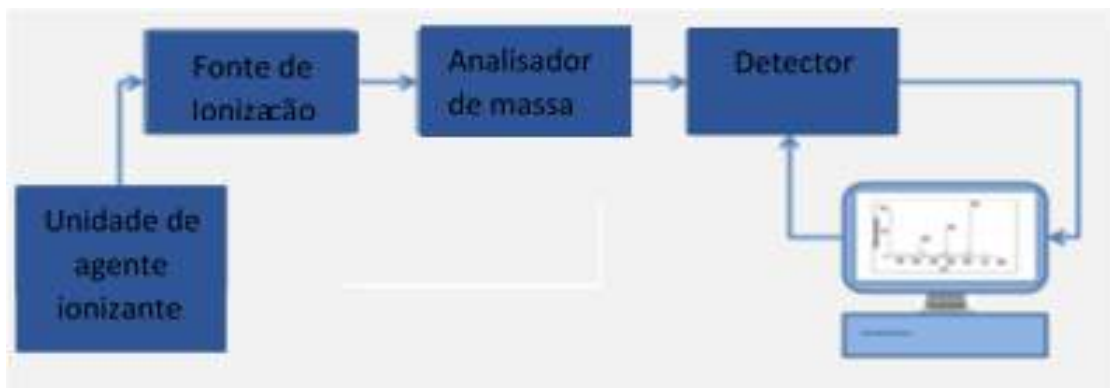 Fonte de
Ionização
Analisador
de massa
Detector
Unidade de
agente
ionizante